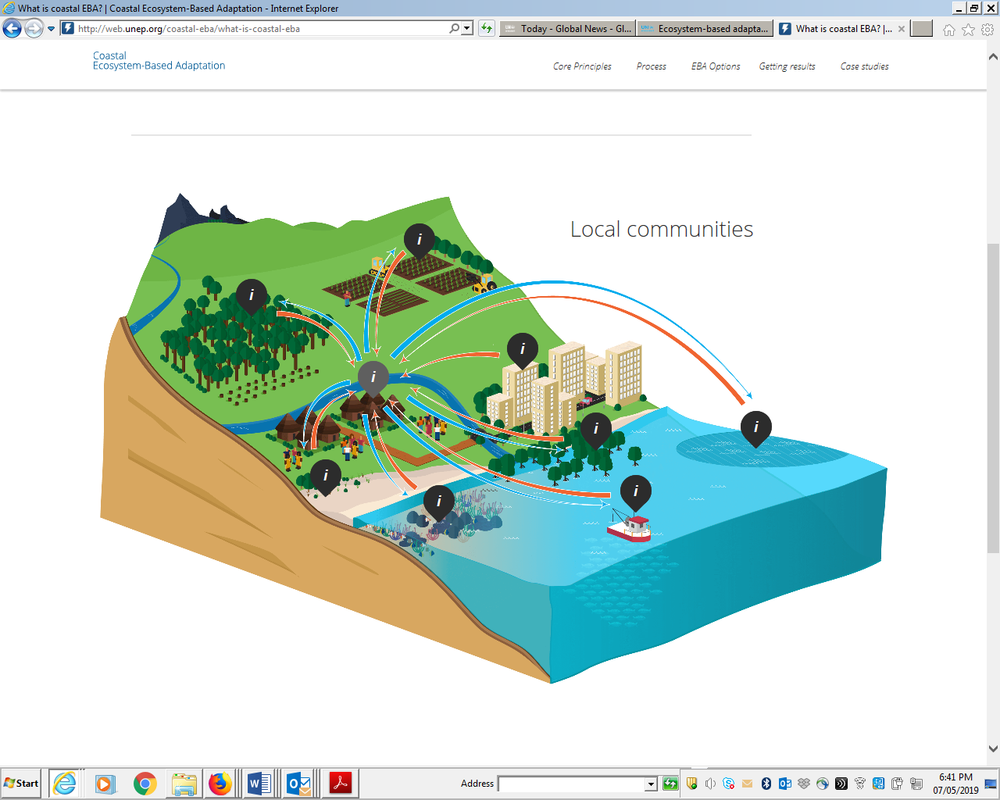 What is coastal EBA? | Coastal Ecosystem-Based Adaptation - Internet Explorer
http://web.unep.org/coastal-eba/what-is-coastal-eba
Today - Global News - Gl...
Ecosystem-based adapta...
What is coastal EBA? |...
Coastal
Ecosystem-Based Adaptation
Core Principles
Process
EBA Options
Getting results
Case studies
Local communities
i
i
i
i
i
i
i
i
i
Start
Address
6:41 PM
07/05/2019